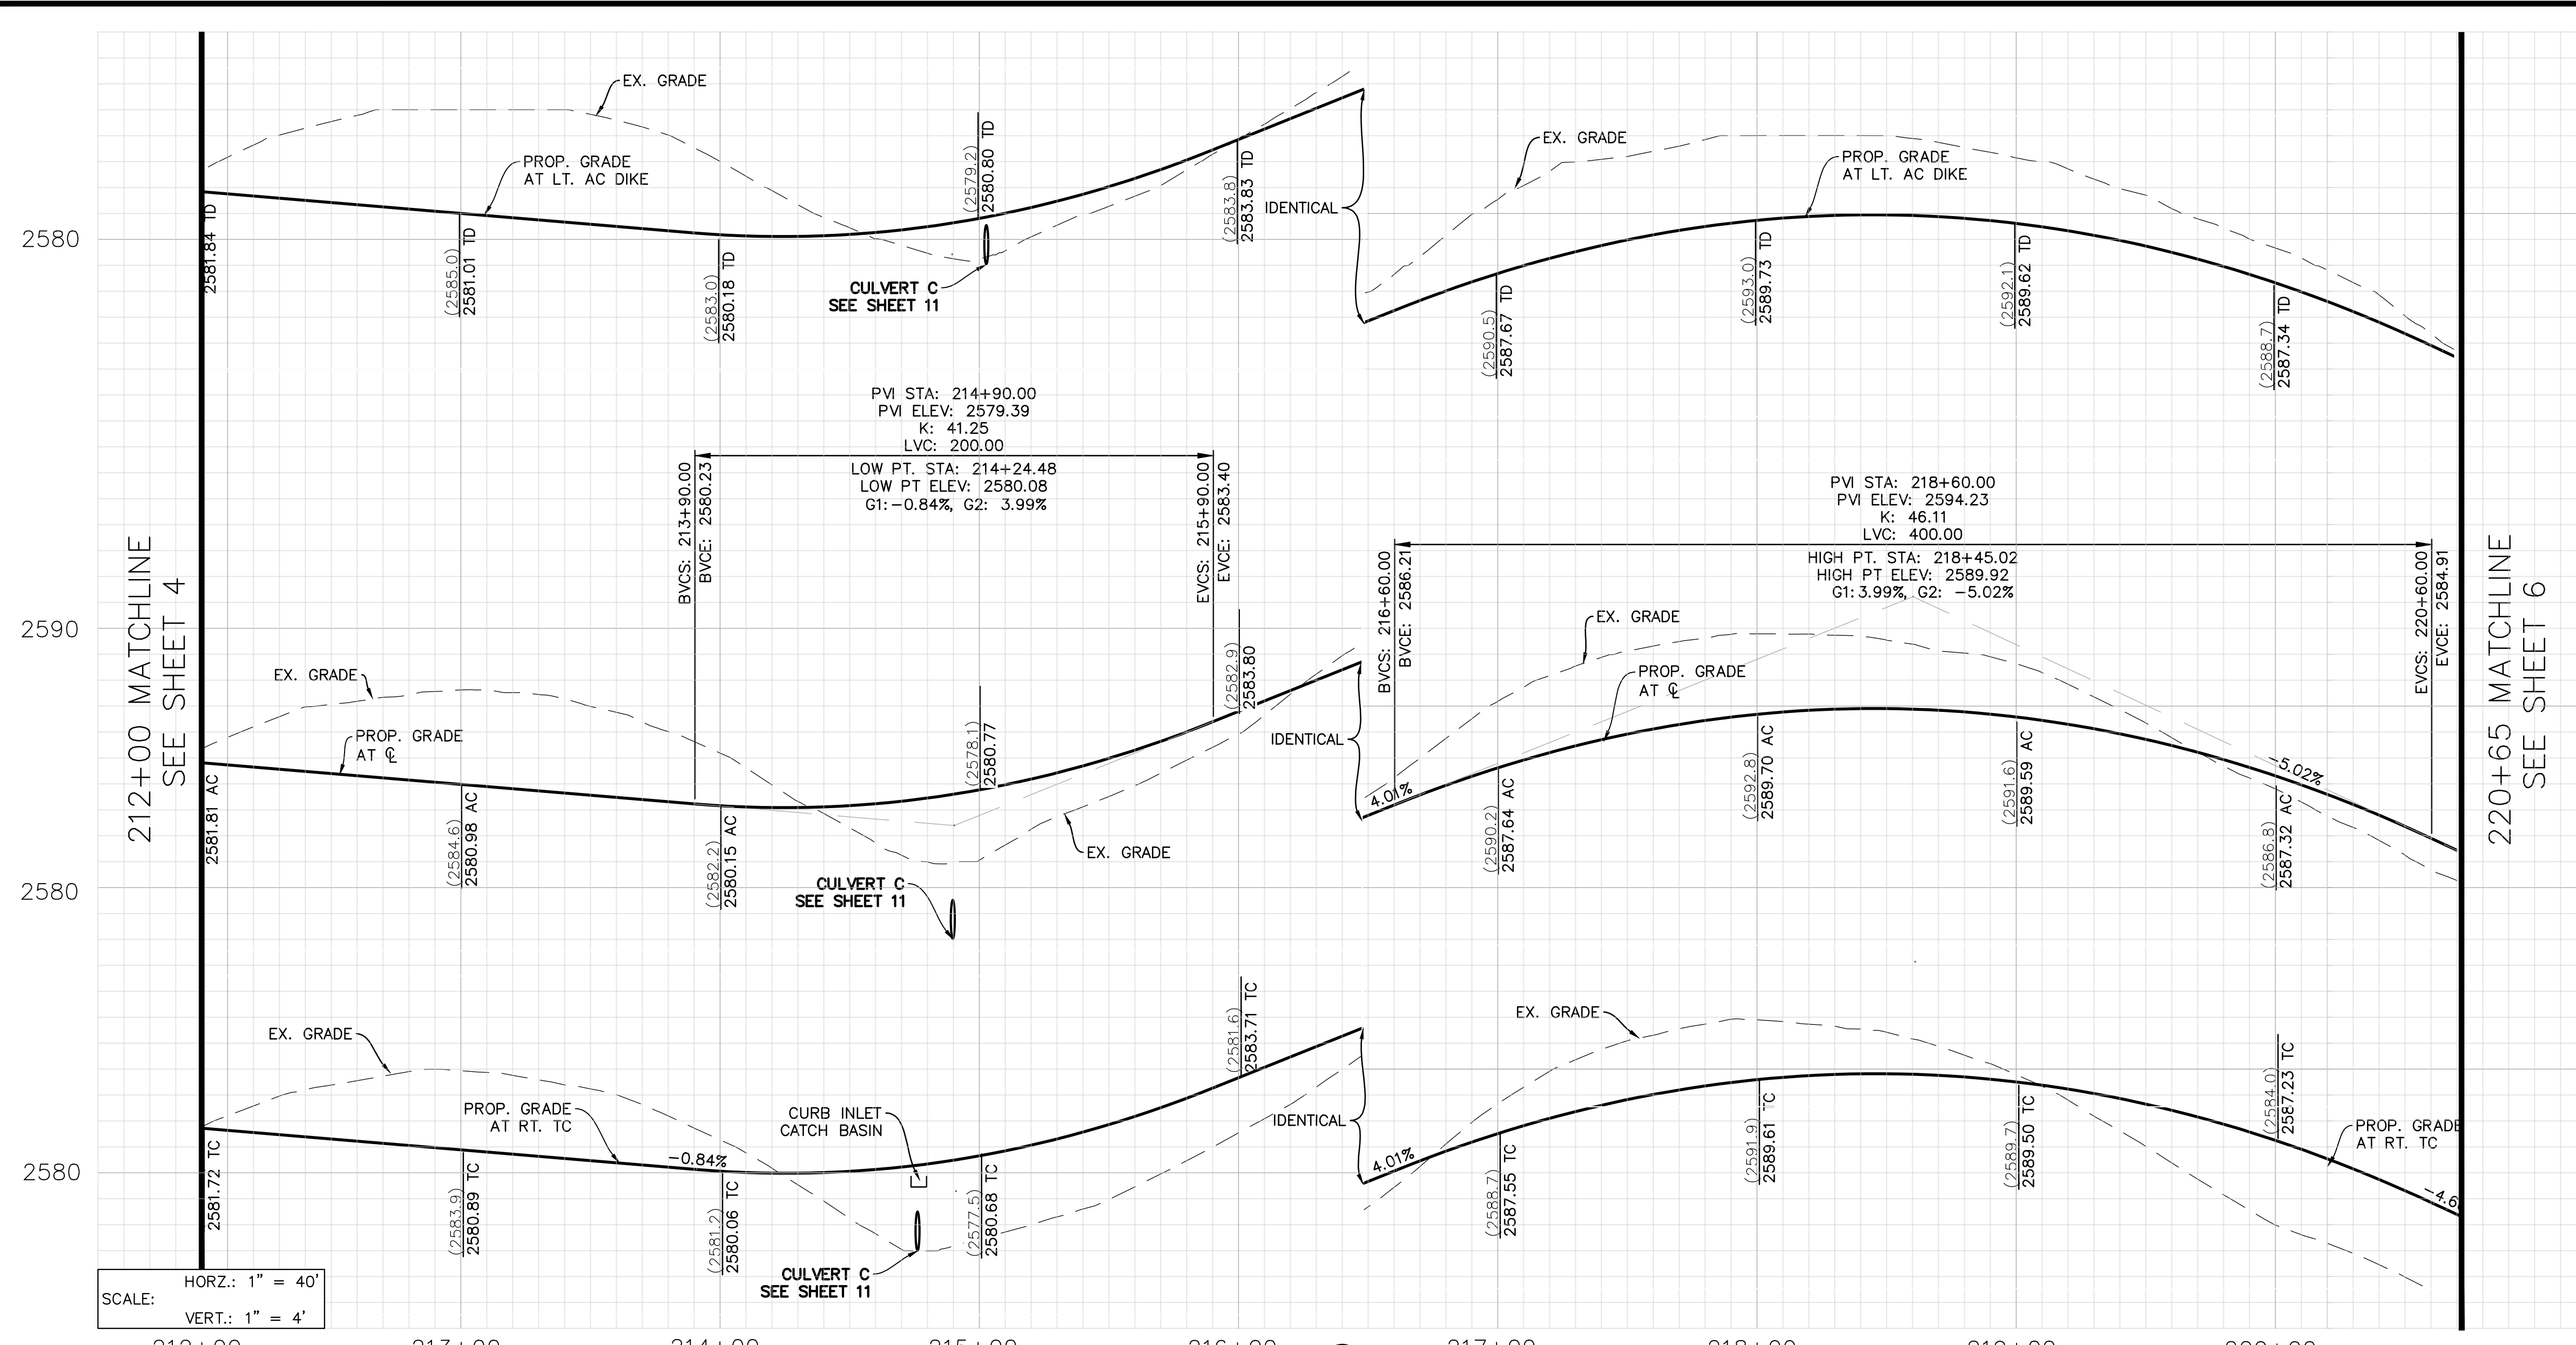 EX. GRADE
PROP. GRADE
AT LT. AC DIKE
2580
2581.84 TD
(2585.0)
2581.01 TD
(2583.0)
2580.18 TD
(2579.2)
2580.80 TD
CULVERT C
SEE SHEET 11
(2583.8)
2583.83 TD
IDENTICAL
EX. GRADE
PROP. GRADE
AT LT. AC DIKE
(2590.5)
2587.67 TD
(2593.0)
2589.73 TD
(2592.1)
2589.62 TD
(2588.7)
2587.34 TD
PVI STA: 214+90.00
PVI ELEV: 2579.39
K: 41.25
LVC: 200.00
LOW PT. STA: 214+24.48
LOW PT ELEV: 2580.08
G1:-0.84%, G2: 3.99%
BVCS: 213+90.00
BVCE: 2580.23
EVCS: 215+90.00
EVCE: 2583.40
PVI STA: 218+60.00
PVI ELEV: 2594.23
K: 46.11
LVC: 400.00
HIGH PT. STA: 218+45.02
HIGH PT ELEV: 2589.92
G1:3.99%, G2: -5.02%
BVCS: 216+60.00
BVCE: 2586.21
EVCS: 220+60.00
EVCE: 2584.91
212+00 MATCHLINE
SEE SHEET 4
220+65 MATCHLINE
SEE SHEET 6
2590
EX. GRADE
PROP. GRADE
AT ℄
2581.81 AC
(2584.6)
2580.98 AC
(2582.2)
2580.15 AC
(2578.1)
2580.77
(2582.9)
2583.80
EX. GRADE
IDENTICAL
4.01%
EX. GRADE
PROP. GRADE
AT ℄
(2590.2)
2587.64 AC
(2592.8)
2589.70 AC
(2591.6)
2589.59 AC
-5.02%
(2586.8)
2587.32 AC
2580
CULVERT C
SEE SHEET 11
EX. GRADE
PROP. GRADE
AT RT. TC
-0.84%
CURB INLET
CATCH BASIN
2581.72 TC
(2583.9)
2580.89 TC
(2581.2)
2580.06 TC
(2577.5)
2580.68 TC
(2581.6)
2583.71 TC
CULVERT C
SEE SHEET 11
IDENTICAL
4.01%
EX. GRADE
(2588.7)
2587.55 TC
(2591.9)
2589.61 TC
(2589.7)
2589.50 TC
(2584.0)
2587.23 TC
PROP. GRADE
AT RT. TC
-4.6
2580
SCALE:
HORZ.: 1" = 40'
VERT.: 1" = 4'